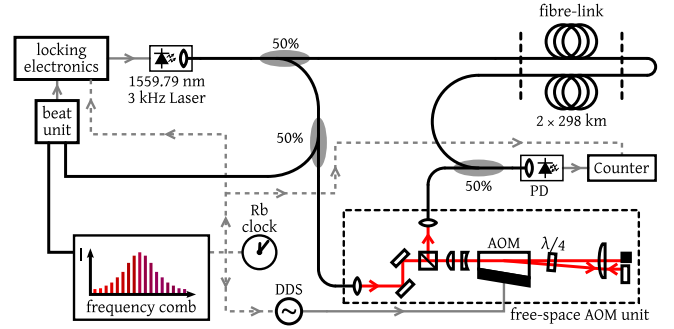 fibre-link
50%
locking
electronics
1559.79 nm
3 kHz Laser
2 × 298 km
beat
unit
50%
50%
PD
Counter
Rb
clock
AOM
λ/4
I
frequency comb
DDS
free-space AOM unit